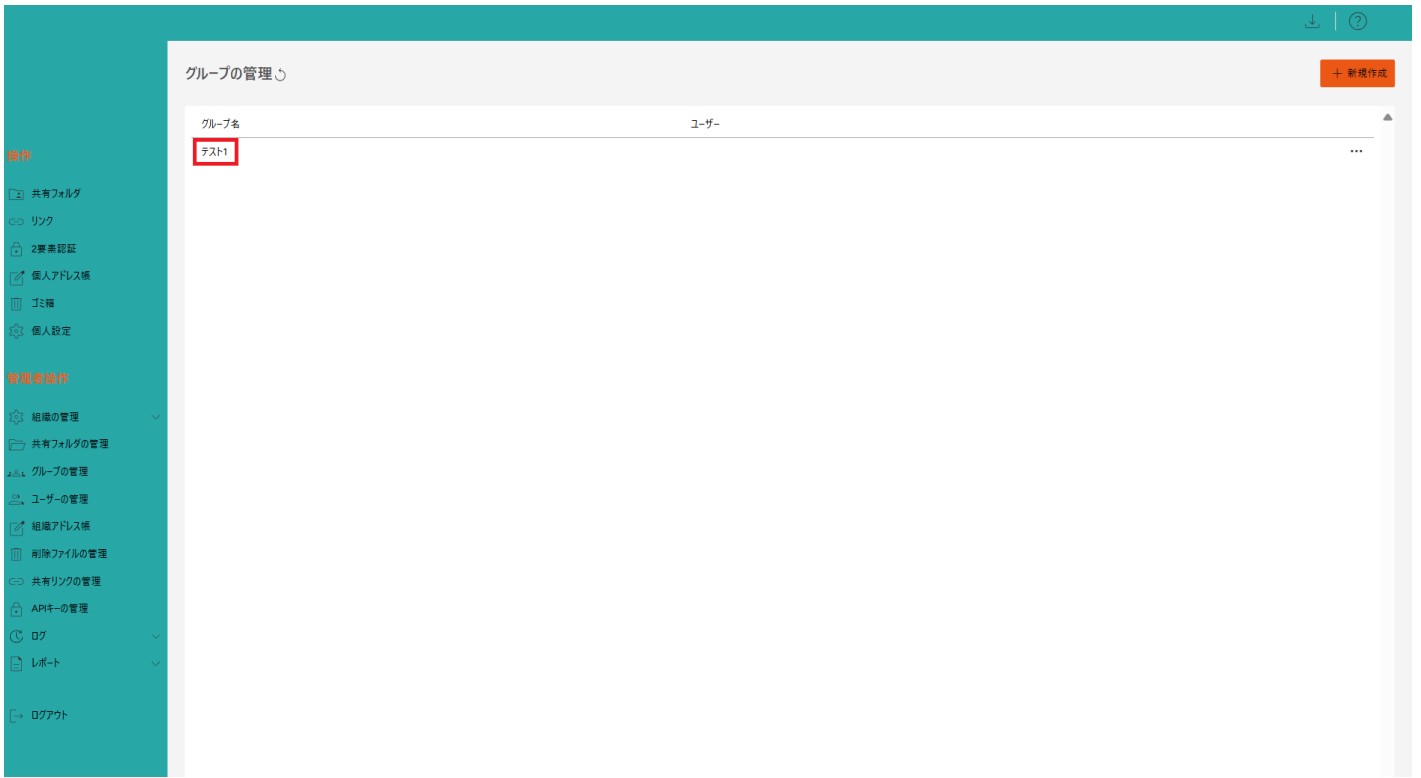 グループの管理
＋ 新規作成
グループ名 ユーザー
テスト1 ...
操作
共有フォルダ
リンク
2要素認証
個人アドレス帳
ゴミ箱
個人設定
管理者操作
組織の管理
共有フォルダの管理
グループの管理
ユーザーの管理
組織アドレス帳
削除ファイルの管理
共有リンクの管理
APIキーの管理
ログ
レポート
ログアウト